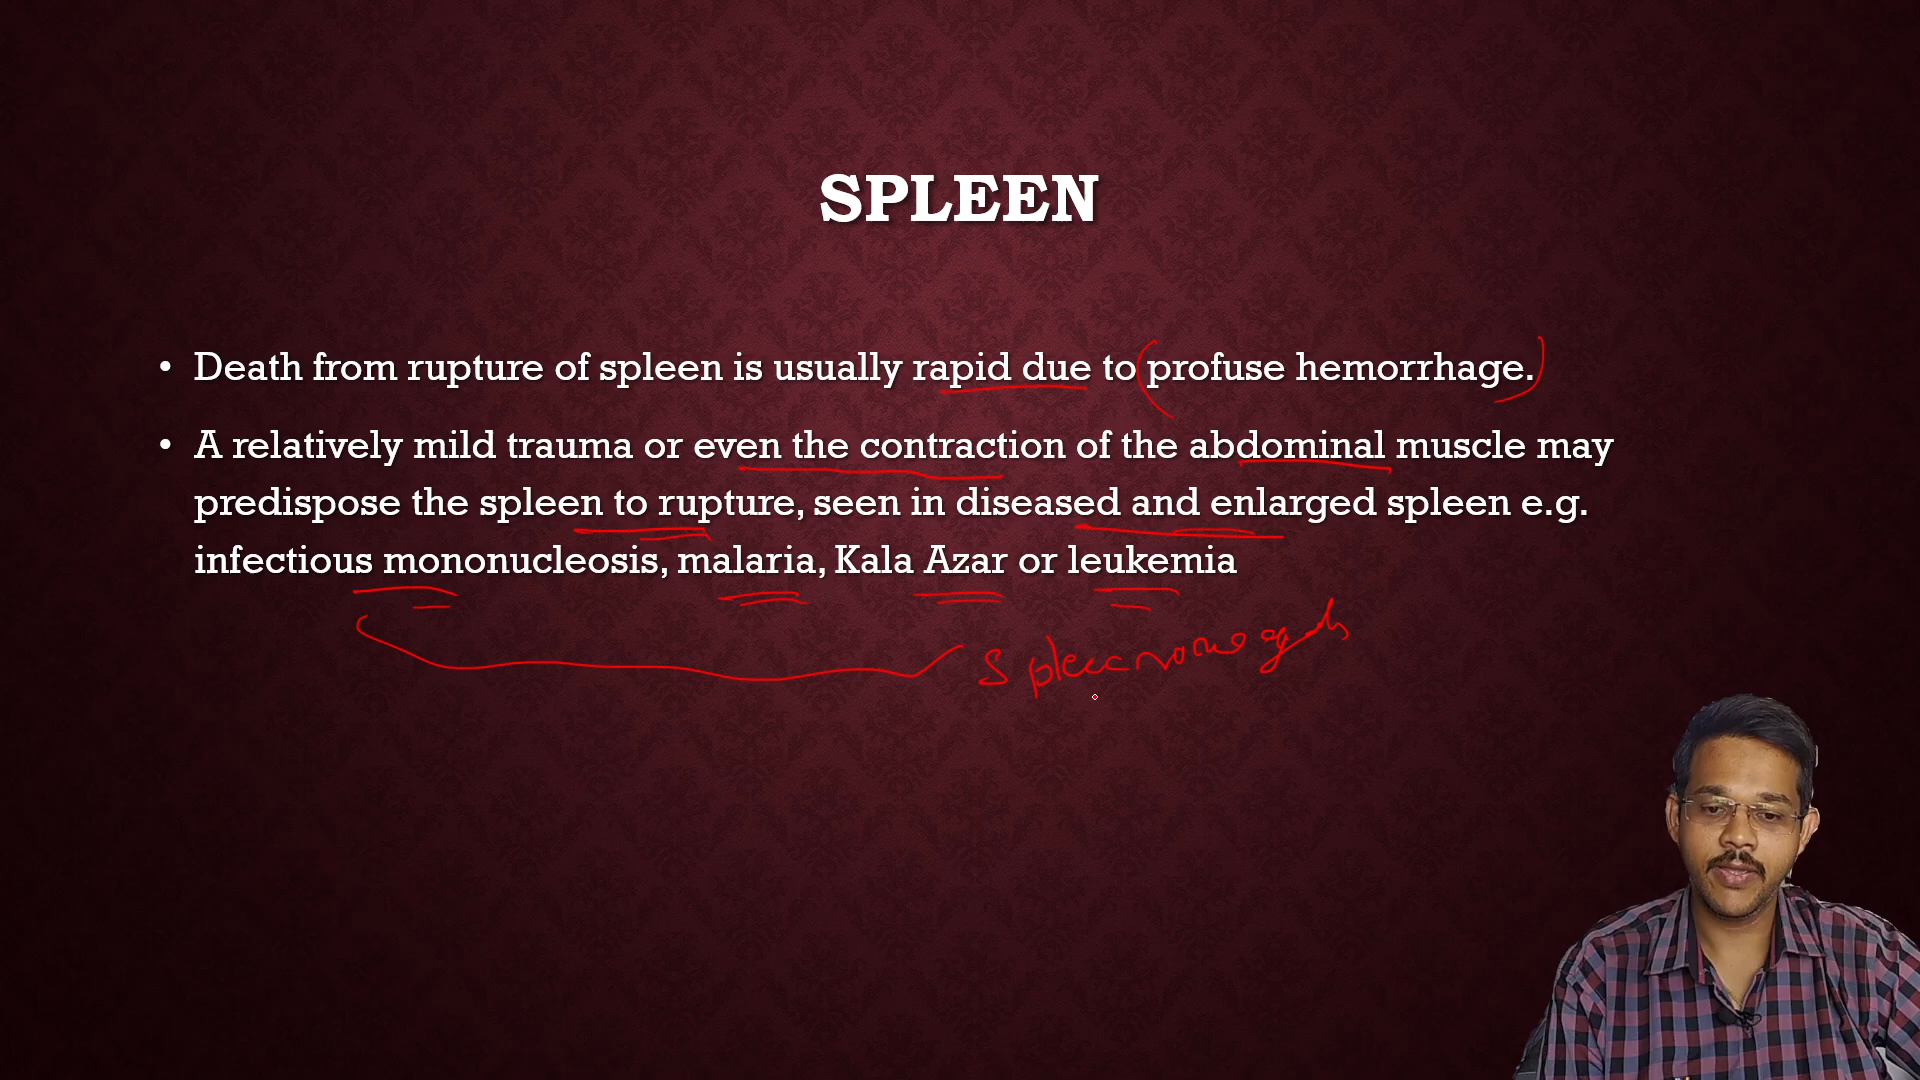 SPLEEN
• Death from rupture of spleen is usually rapid due to (profuse hemorrhage.)
• A relatively mild trauma or even the contraction of the abdominal muscle may
predispose the spleen to rupture, seen in diseased and enlarged spleen e.g.
infectious mononucleosis, malaria, Kala Azar or leukemia